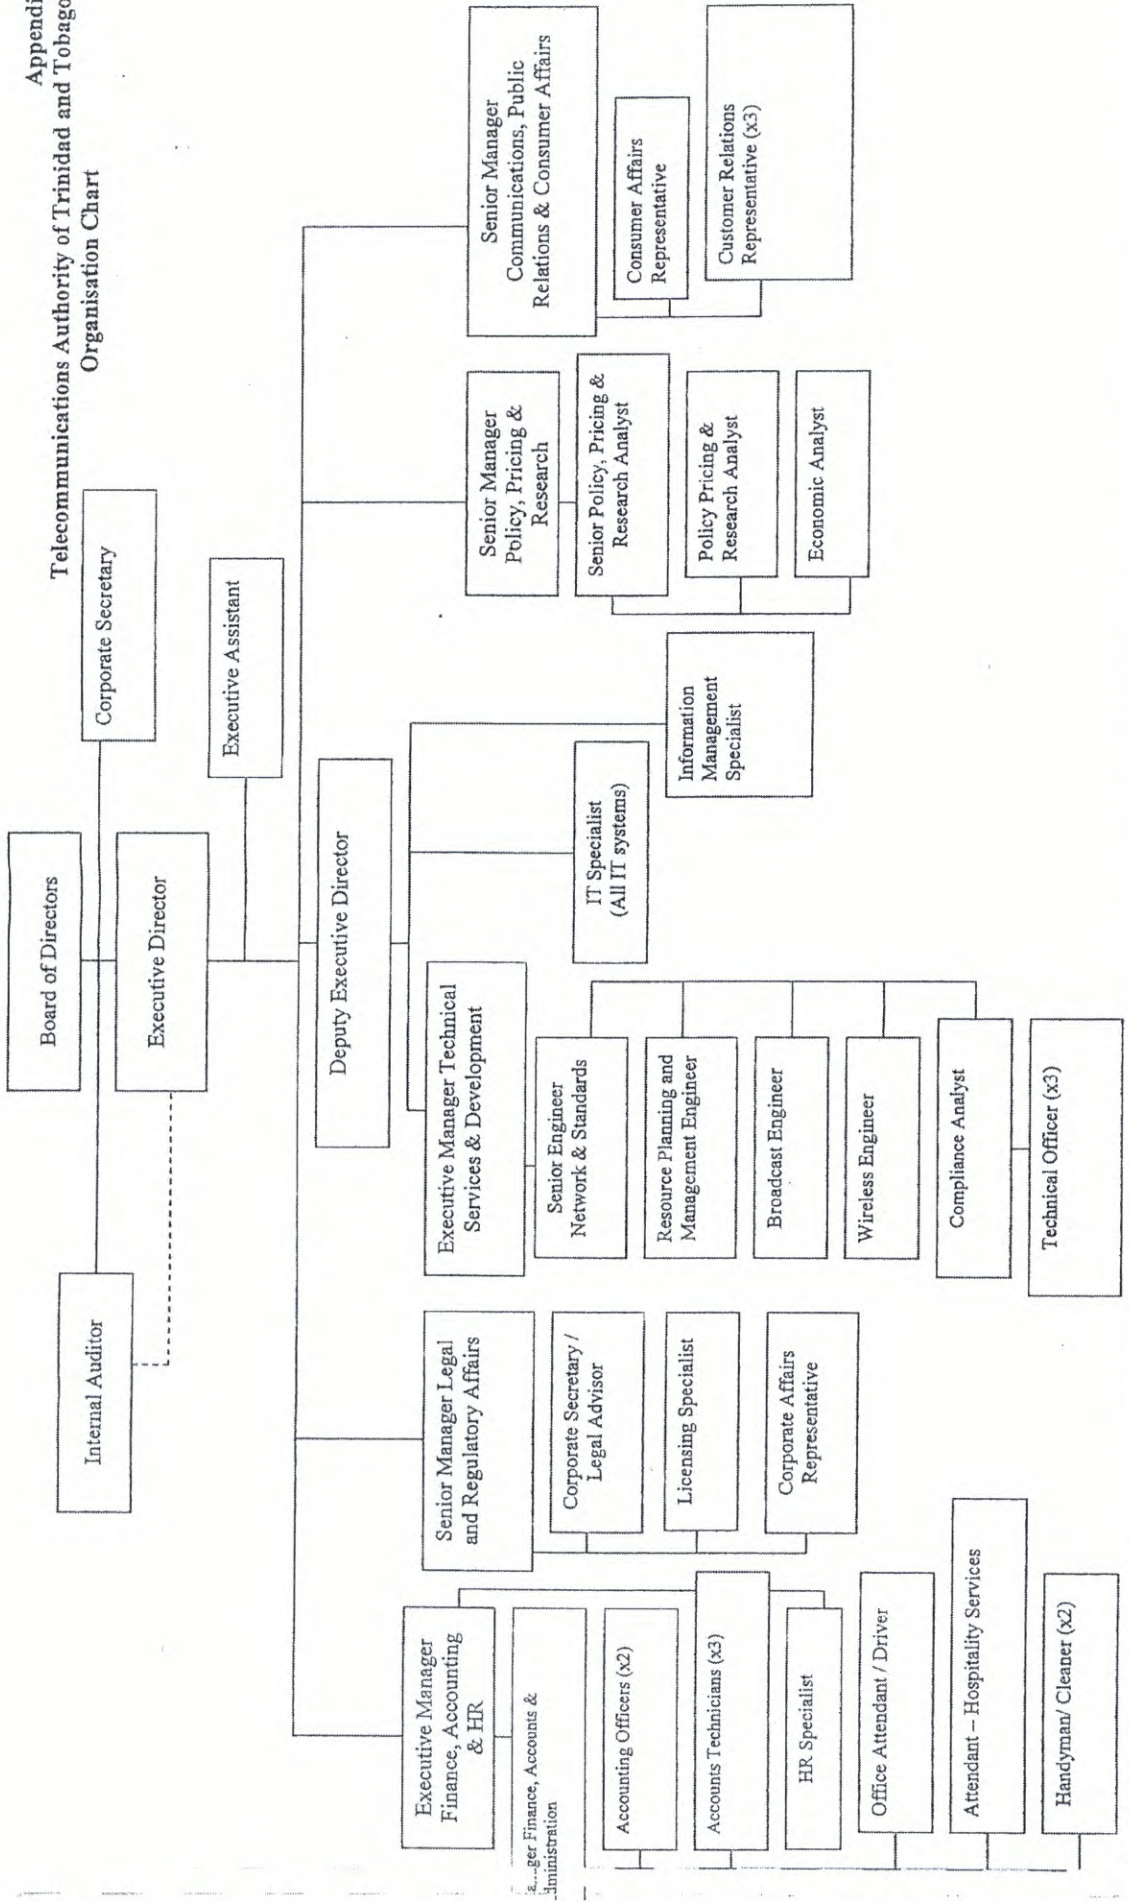 Appendi
Telecommunications Authority of Trinidad and Tobago
Organisation Chart
Board of Directors
Corporate Secretary
Internal Auditor
Executive Director
Executive Assistant
Deputy Executive Director
Executive Manager
Finance, Accounting
& HR
Finance, Accounts &
Accounting Officers (x2)
Accounts Technicians (x3)
HR Specialist
Office Attendant / Driver
Attendant – Hospitality Services
Handyman/ Cleaner (x2)
Senior Manager Legal
and Regulatory Affairs
Corporate Secretary /
Legal Advisor
Licensing Specialist
Corporate Affairs
Representative
Executive Manager Technical
Services & Development
Senior Engineer
Network & Standards
Resource Planning and
Management Engineer
Broadcast Engineer
Wireless Engineer
Compliance Analyst
Technical Officer (x3)
IT Specialist
(All IT systems)
Information
Management
Specialist
Senior Manager
Policy, Pricing &
Research
Senior Policy, Pricing &
Research Analyst
Policy Pricing &
Research Analyst
Economic Analyst
Senior Manager
Communications, Public
Relations & Consumer Affairs
Consumer Affairs
Representative
Customer Relations
Representative (x3)